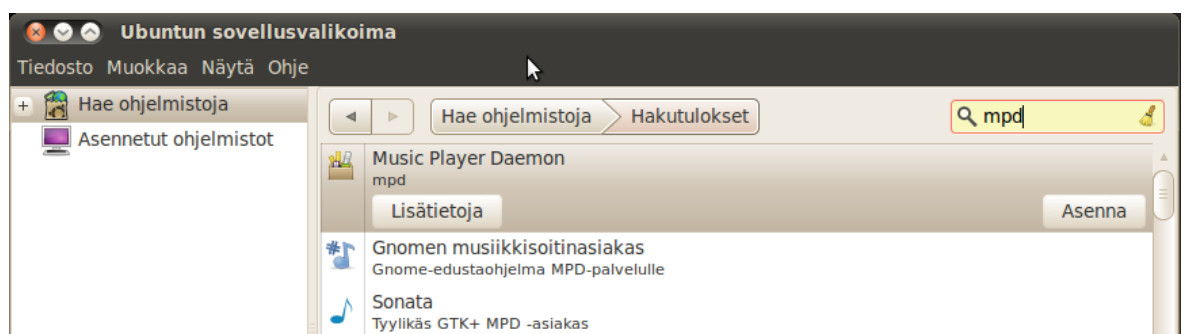 Ubuntun sovellusvalikoima
Tiedosto Muokkaa Näytä Ohje
Hae ohjelmistoja
Asennetut ohjelmistot
Hae ohjelmistoja Hakutulokset mpd
Music Player Daemon
mpd
Lisätietoja Asenna
Gnomen musiikkisoitinasiakas
Gnome-edustaohjelma MPD-palvelulle
Sonata
Tyylikäs GTK+ MPD -asiakas